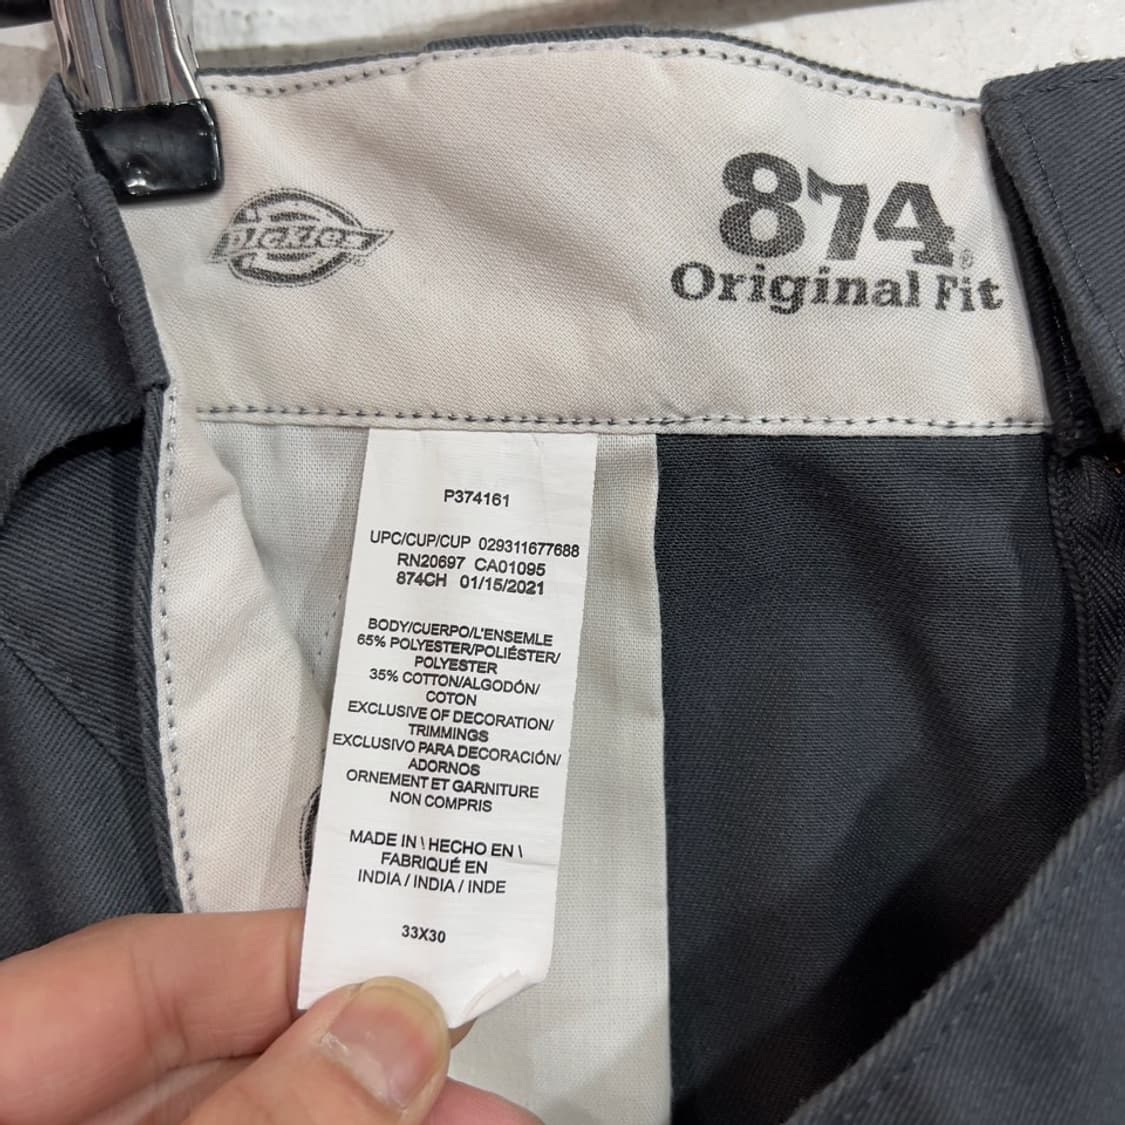 Dickies
874®
Original Fit
P374161
UPC/CUP/CUP 029311677688
RN20697 CA01095
874CH 01/15/2021
BODY/CUERPO/L'ENSEMLE
65% POLYESTER/POLIÉSTER/
POLYESTER
35% COTTON/ALGODÓN/
COTON
EXCLUSIVE OF DECORATION/
TRIMMINGS
EXCLUSIVO PARA DECORACIÓN/
ADORNOS
ORNEMENT ET GARNITURE
NON COMPRIS
MADE IN \ HECHO EN \
FABRIQUÉ EN
INDIA / INDIA / INDE
33X30